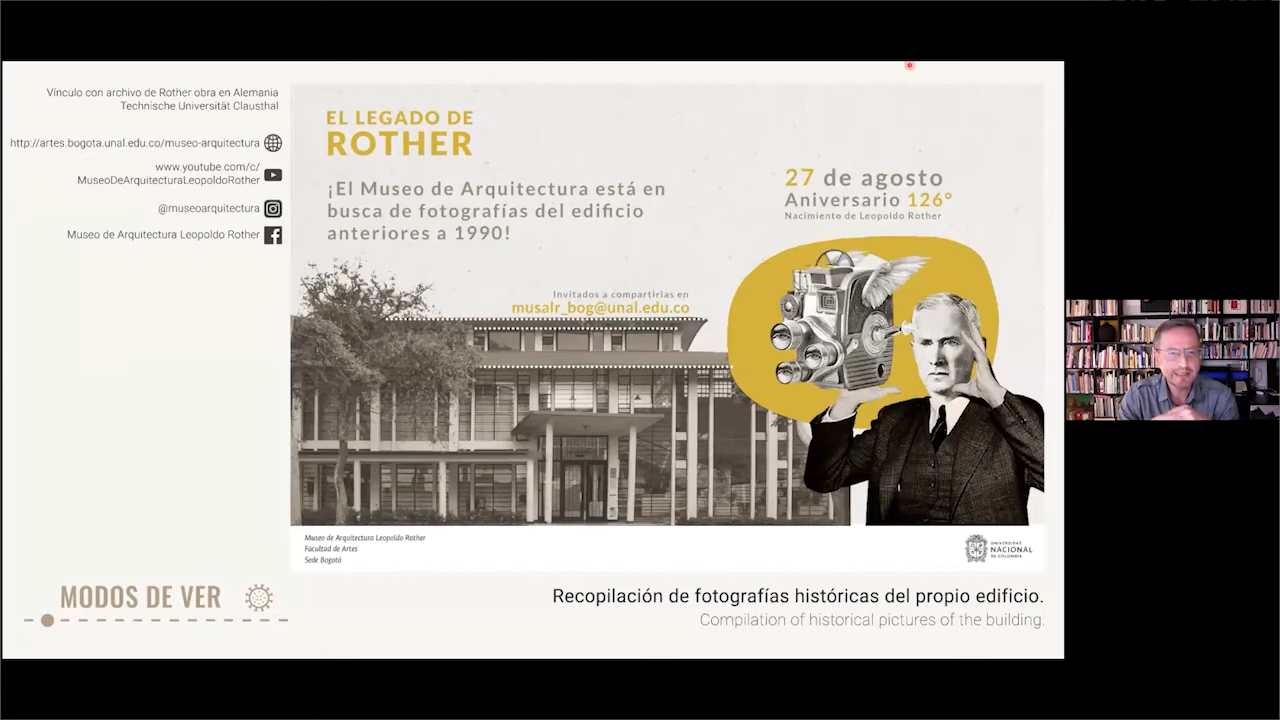 Vínculo con archivo de Rother obra en Alemania
Technische Universität Clausthal
http://artes.bogota.unal.edu.co/museo-arquitectura
www.youtube.com/c/
MuseoDeArquitecturaLeopoldoRother
@museoarquitectura
Museo de Arquitectura Leopoldo Rother
EL LEGADO DE
ROTHER
¡El Museo de Arquitectura está en
busca de fotografías del edificio
anteriores a 1990!
27 de agosto
Aniversario 126°
Nacimiento de Leopoldo Rother
Invitados a compartirlas en
musalr_bog@unal.edu.co
Museo de Arquitectura Leopoldo Rother
Facultad de Artes
Sede Bogotá
UNIVERSIDAD
NACIONAL
DE COLOMBIA
MODOS DE VER
Recopilación de fotografías históricas del propio edificio.
Compilation of historical pictures of the building.